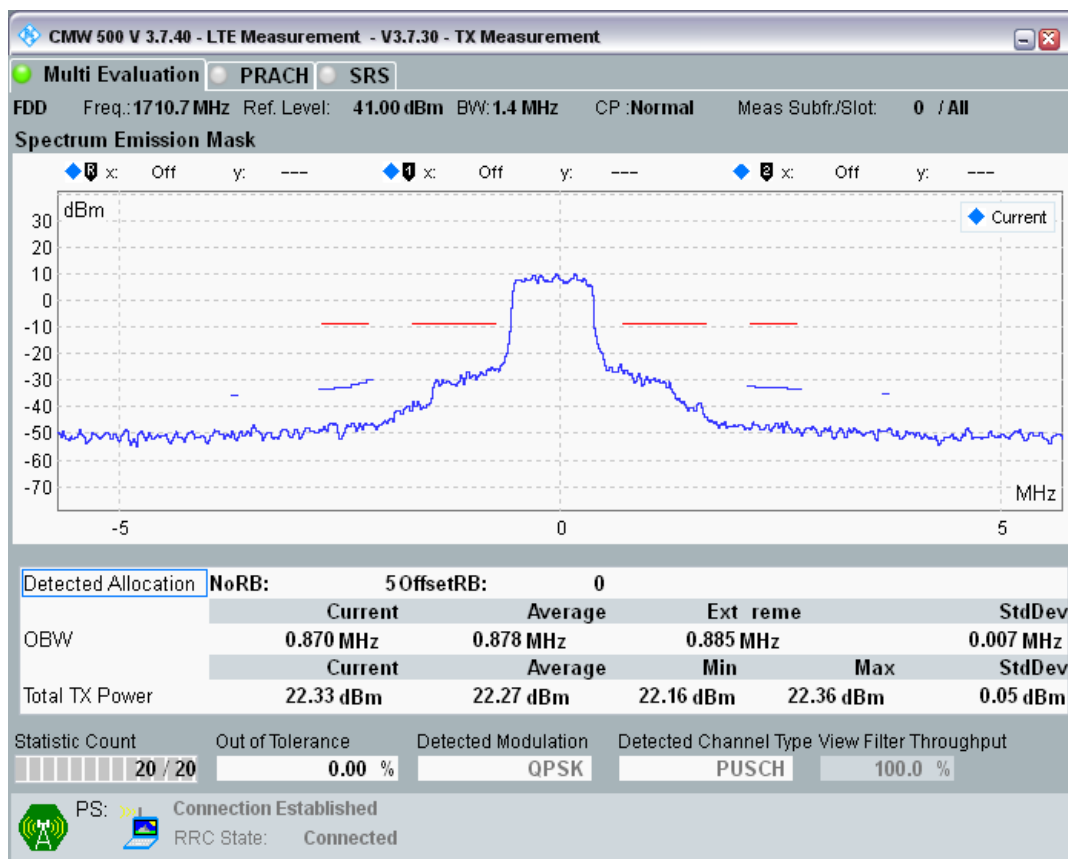 CMW 500 V 3.7.40 - LTE Measurement - V3.7.30 - TX Measurement
Multi Evaluation PRACH SRS
FDD Freq.: 1710.7 MHz Ref. Level: 41.00 dBm BW: 1.4 MHz CP :Normal Meas Subfr./Slot: 0 / All
Spectrum Emission Mask
R x: Off y: --- 1 x: Off y: --- 2 x: Off y: ---
dBm
Current
30
20
10
0
-10
-20
-30
-40
-50
-60
-70
MHz
-5 0 5
Detected Allocation NoRB: 5 OffsetRB: 0
Current Average Ext reme StdDev
OBW 0.870 MHz 0.878 MHz 0.885 MHz 0.007 MHz
Current Average Min Max StdDev
Total TX Power 22.33 dBm 22.27 dBm 22.16 dBm 22.36 dBm 0.05 dBm
Statistic Count Out of Tolerance Detected Modulation Detected Channel Type View Filter Throughput
20 / 20 0.00 % QPSK PUSCH 100.0 %
PS: Connection Established
RRC State: Connected